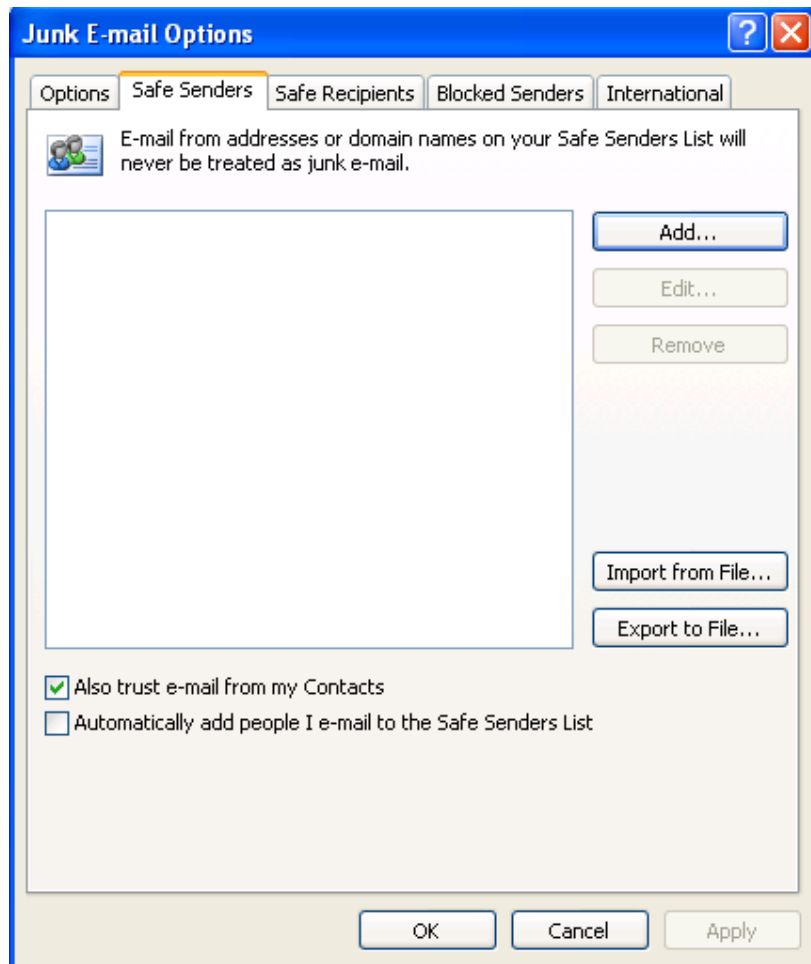 Junk E-mail Options
Options
Safe Senders
Safe Recipients
Blocked Senders
International
E-mail from addresses or domain names on your Safe Senders List will
never be treated as junk e-mail.
Add...
Edit...
Remove
Import from File...
Export to File...
Also trust e-mail from my Contacts
Automatically add people I e-mail to the Safe Senders List
OK
Cancel
Apply